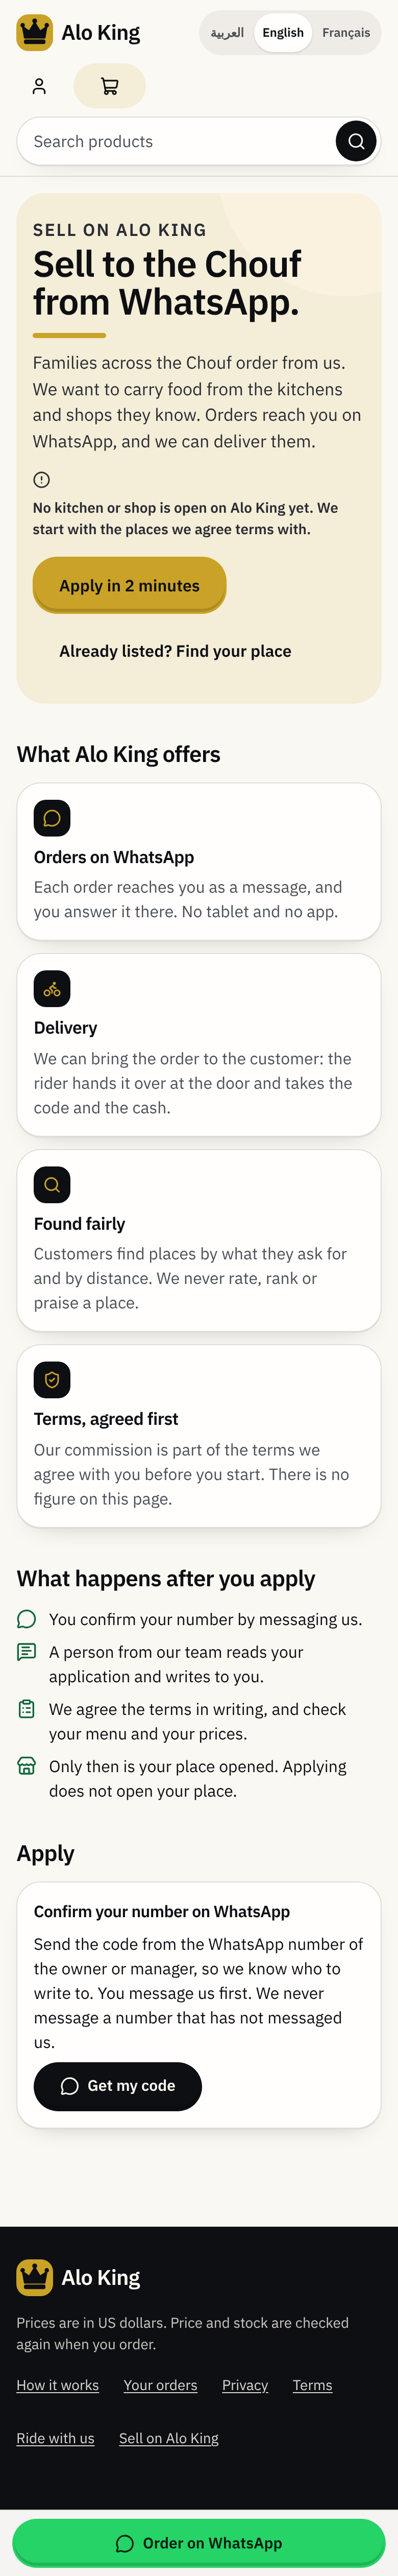 Alo King
العربية
English
Français
Search products
SELL ON ALO KING
Sell to the Chouf
from WhatsApp.
Families across the Chouf order from us.
We want to carry food from the kitchens
and shops they know. Orders reach you on
WhatsApp, and we can deliver them.
No kitchen or shop is open on Alo King yet. We
start with the places we agree terms with.
Apply in 2 minutes
Already listed? Find your place
What Alo King offers
Orders on WhatsApp
Each order reaches you as a message, and
you answer it there. No tablet and no app.
Delivery
We can bring the order to the customer: the
rider hands it over at the door and takes the
code and the cash.
Found fairly
Customers find places by what they ask for
and by distance. We never rate, rank or
praise a place.
Terms, agreed first
Our commission is part of the terms we
agree with you before you start. There is no
figure on this page.
What happens after you apply
You confirm your number by messaging us.
A person from our team reads your
application and writes to you.
We agree the terms in writing, and check
your menu and your prices.
Only then is your place opened. Applying
does not open your place.
Apply
Confirm your number on WhatsApp
Send the code from the WhatsApp number of
the owner or manager, so we know who to
write to. You message us first. We never
message a number that has not messaged
us.
Get my code
Alo King
Prices are in US dollars. Price and stock are checked
again when you order.
How it works
Your orders
Privacy
Terms
Ride with us
Sell on Alo King
Order on WhatsApp